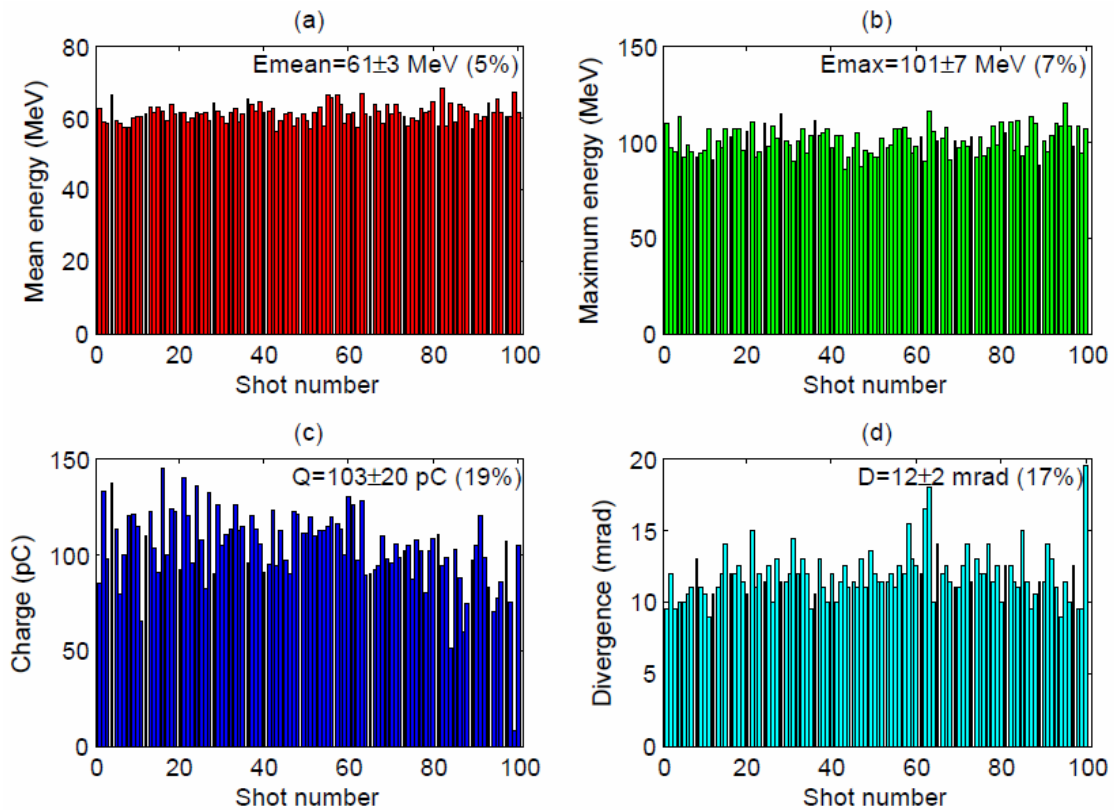 (a)
Emean=61±3 MeV (5%)
Mean energy (MeV)
80
60
40
20
0
0 20 40 60 80 100
Shot number
(b)
Emax=101±7 MeV (7%)
Maximum energy (MeV)
150
100
50
0
0 20 40 60 80 100
Shot number
(c)
Q=103±20 pC (19%)
Charge (pC)
150
100
50
0
0 20 40 60 80 100
Shot number
(d)
D=12±2 mrad (17%)
Divergence (mrad)
20
15
10
5
0
0 20 40 60 80 100
Shot number